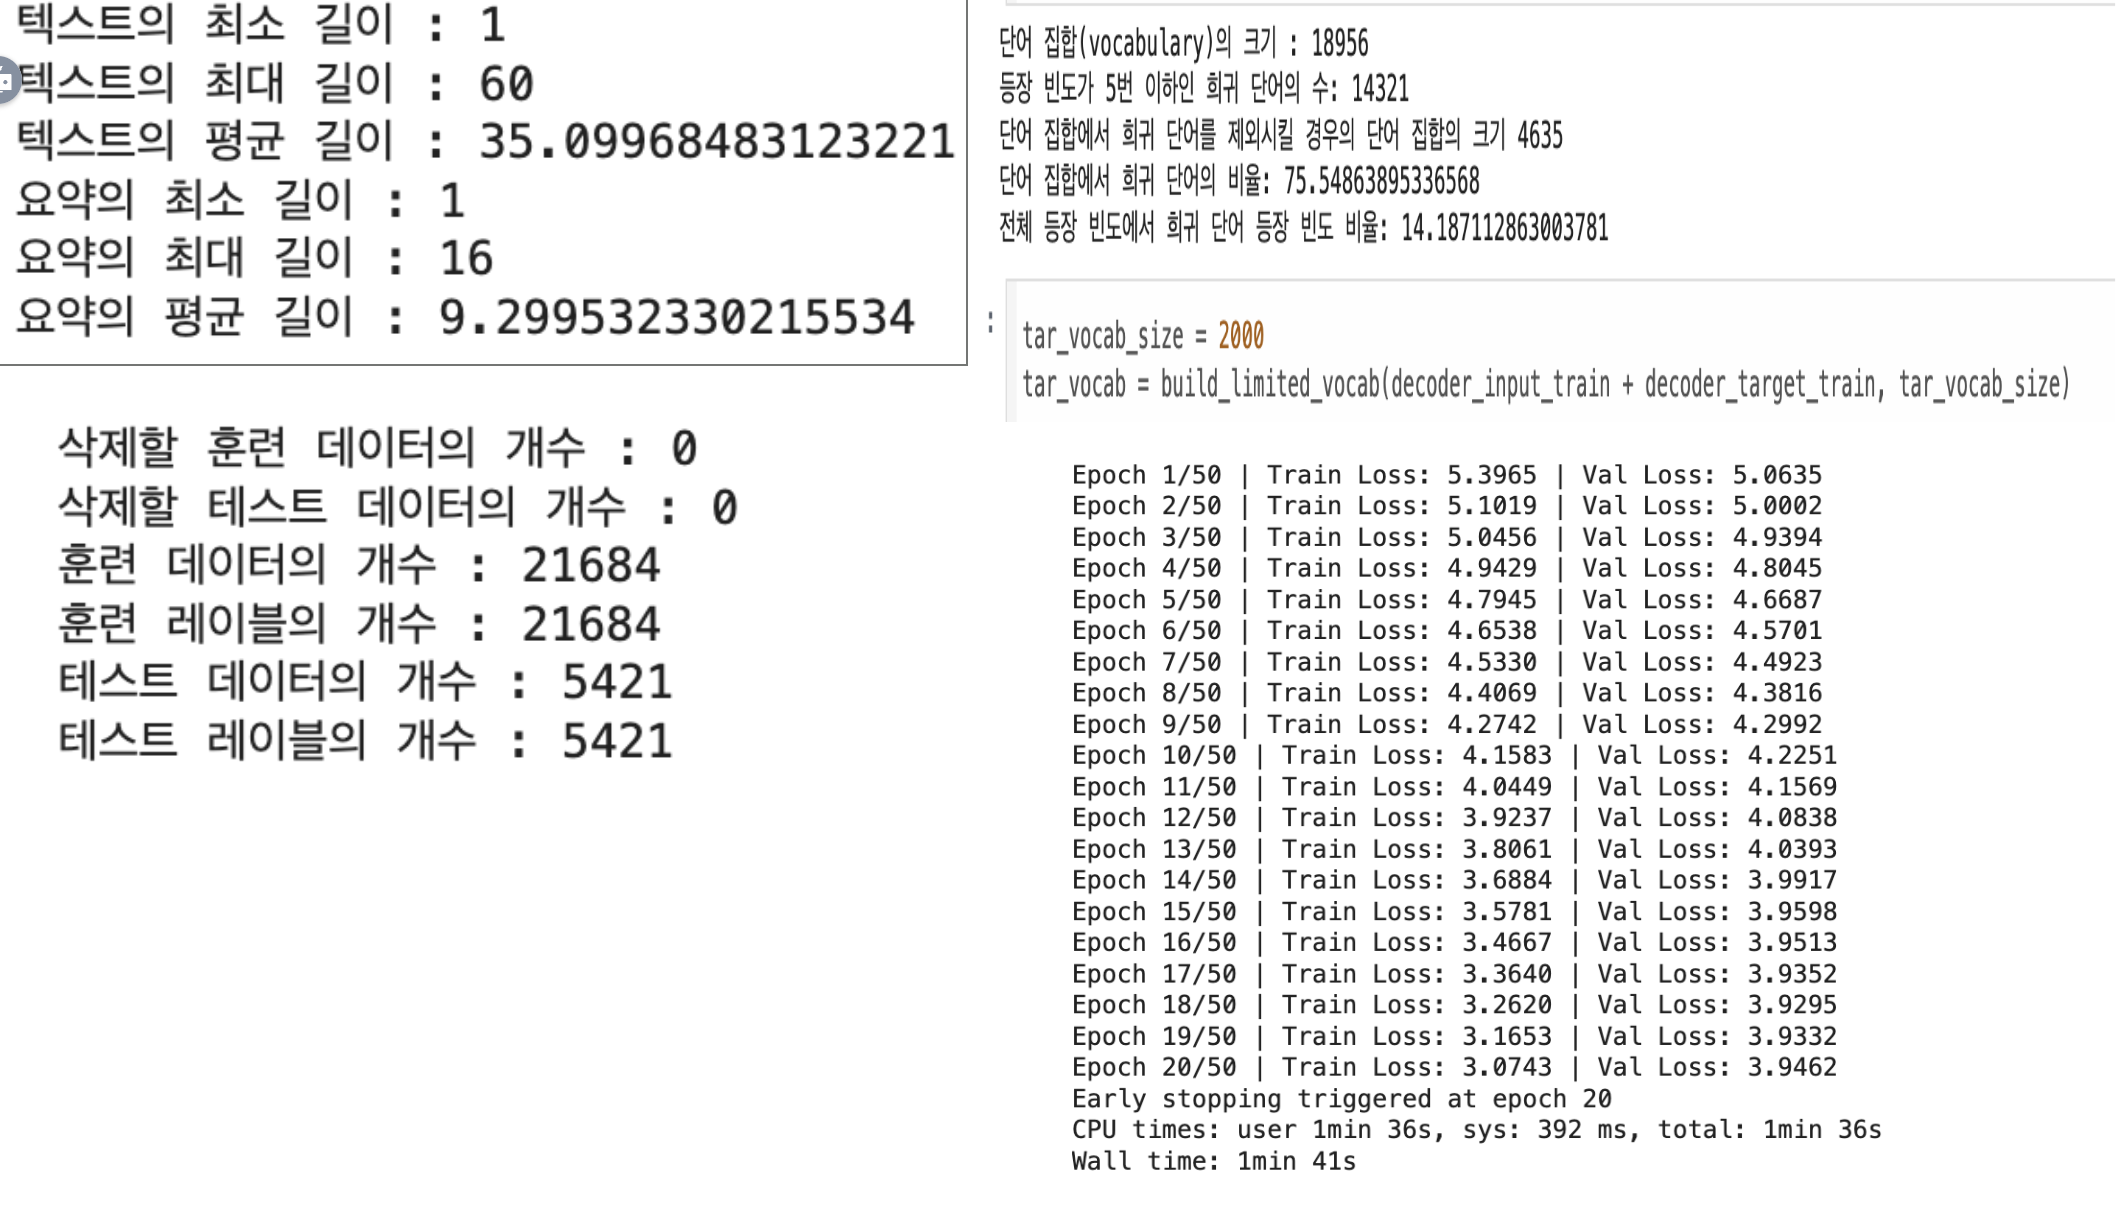 텍스트의 최소 길이 : 1
텍스트의 최대 길이 : 60
텍스트의 평균 길이 : 35.09968483123221
요약의 최소 길이 : 1
요약의 최대 길이 : 16
요약의 평균 길이 : 9.299532330215534
삭제할 훈련 데이터의 개수 : 0
삭제할 테스트 데이터의 개수 : 0
훈련 데이터의 개수 : 21684
훈련 레이블의 개수 : 21684
테스트 데이터의 개수 : 5421
테스트 레이블의 개수 : 5421
단어 집합(vocabulary)의 크기 : 18956
등장 빈도가 5번 이하인 희귀 단어의 수: 14321
단어 집합에서 희귀 단어를 제외시킬 경우의 단어 집합의 크기 4635
단어 집합에서 희귀 단어의 비율: 75.54863895336568
전체 등장 빈도에서 희귀 단어 등장 빈도 비율: 14.187112863003781
:
tar_vocab_size = 2000
tar_vocab = build_limited_vocab(decoder_input_train + decoder_target_train, tar_vocab_size)
Epoch 1/50 | Train Loss: 5.3965 | Val Loss: 5.0635
Epoch 2/50 | Train Loss: 5.1019 | Val Loss: 5.0002
Epoch 3/50 | Train Loss: 5.0456 | Val Loss: 4.9394
Epoch 4/50 | Train Loss: 4.9429 | Val Loss: 4.8045
Epoch 5/50 | Train Loss: 4.7945 | Val Loss: 4.6687
Epoch 6/50 | Train Loss: 4.6538 | Val Loss: 4.5701
Epoch 7/50 | Train Loss: 4.5330 | Val Loss: 4.4923
Epoch 8/50 | Train Loss: 4.4069 | Val Loss: 4.3816
Epoch 9/50 | Train Loss: 4.2742 | Val Loss: 4.2992
Epoch 10/50 | Train Loss: 4.1583 | Val Loss: 4.2251
Epoch 11/50 | Train Loss: 4.0449 | Val Loss: 4.1569
Epoch 12/50 | Train Loss: 3.9237 | Val Loss: 4.0838
Epoch 13/50 | Train Loss: 3.8061 | Val Loss: 4.0393
Epoch 14/50 | Train Loss: 3.6884 | Val Loss: 3.9917
Epoch 15/50 | Train Loss: 3.5781 | Val Loss: 3.9598
Epoch 16/50 | Train Loss: 3.4667 | Val Loss: 3.9513
Epoch 17/50 | Train Loss: 3.3640 | Val Loss: 3.9352
Epoch 18/50 | Train Loss: 3.2620 | Val Loss: 3.9295
Epoch 19/50 | Train Loss: 3.1653 | Val Loss: 3.9332
Epoch 20/50 | Train Loss: 3.0743 | Val Loss: 3.9462
Early stopping triggered at epoch 20
CPU times: user 1min 36s, sys: 392 ms, total: 1min 36s
Wall time: 1min 41s